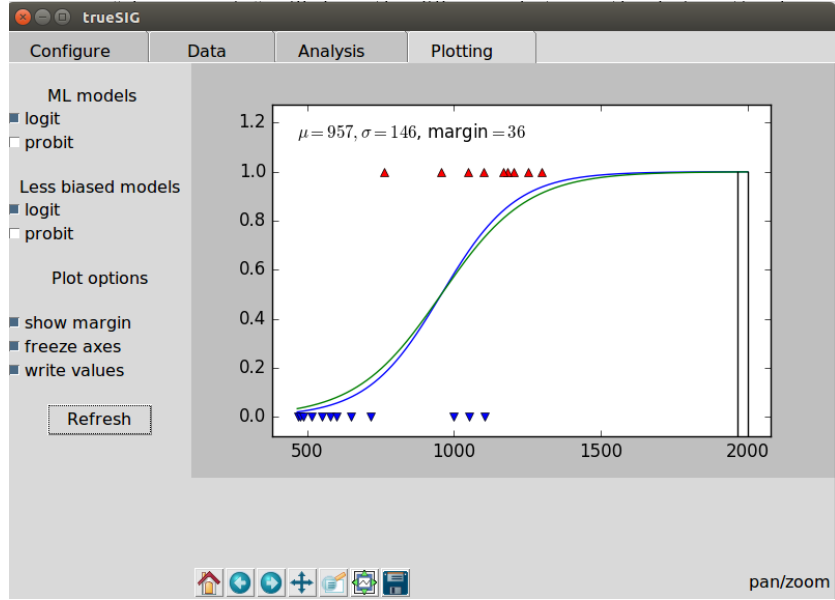 trueSIG
Configure Data Analysis Plotting
ML models
logit
probit
Less biased models
logit
probit
Plot options
show margin
freeze axes
write values
Refresh
μ = 957, σ = 146, margin = 36
1.2
1.0
0.8
0.6
0.4
0.2
0.0
500 1000 1500 2000
pan/zoom